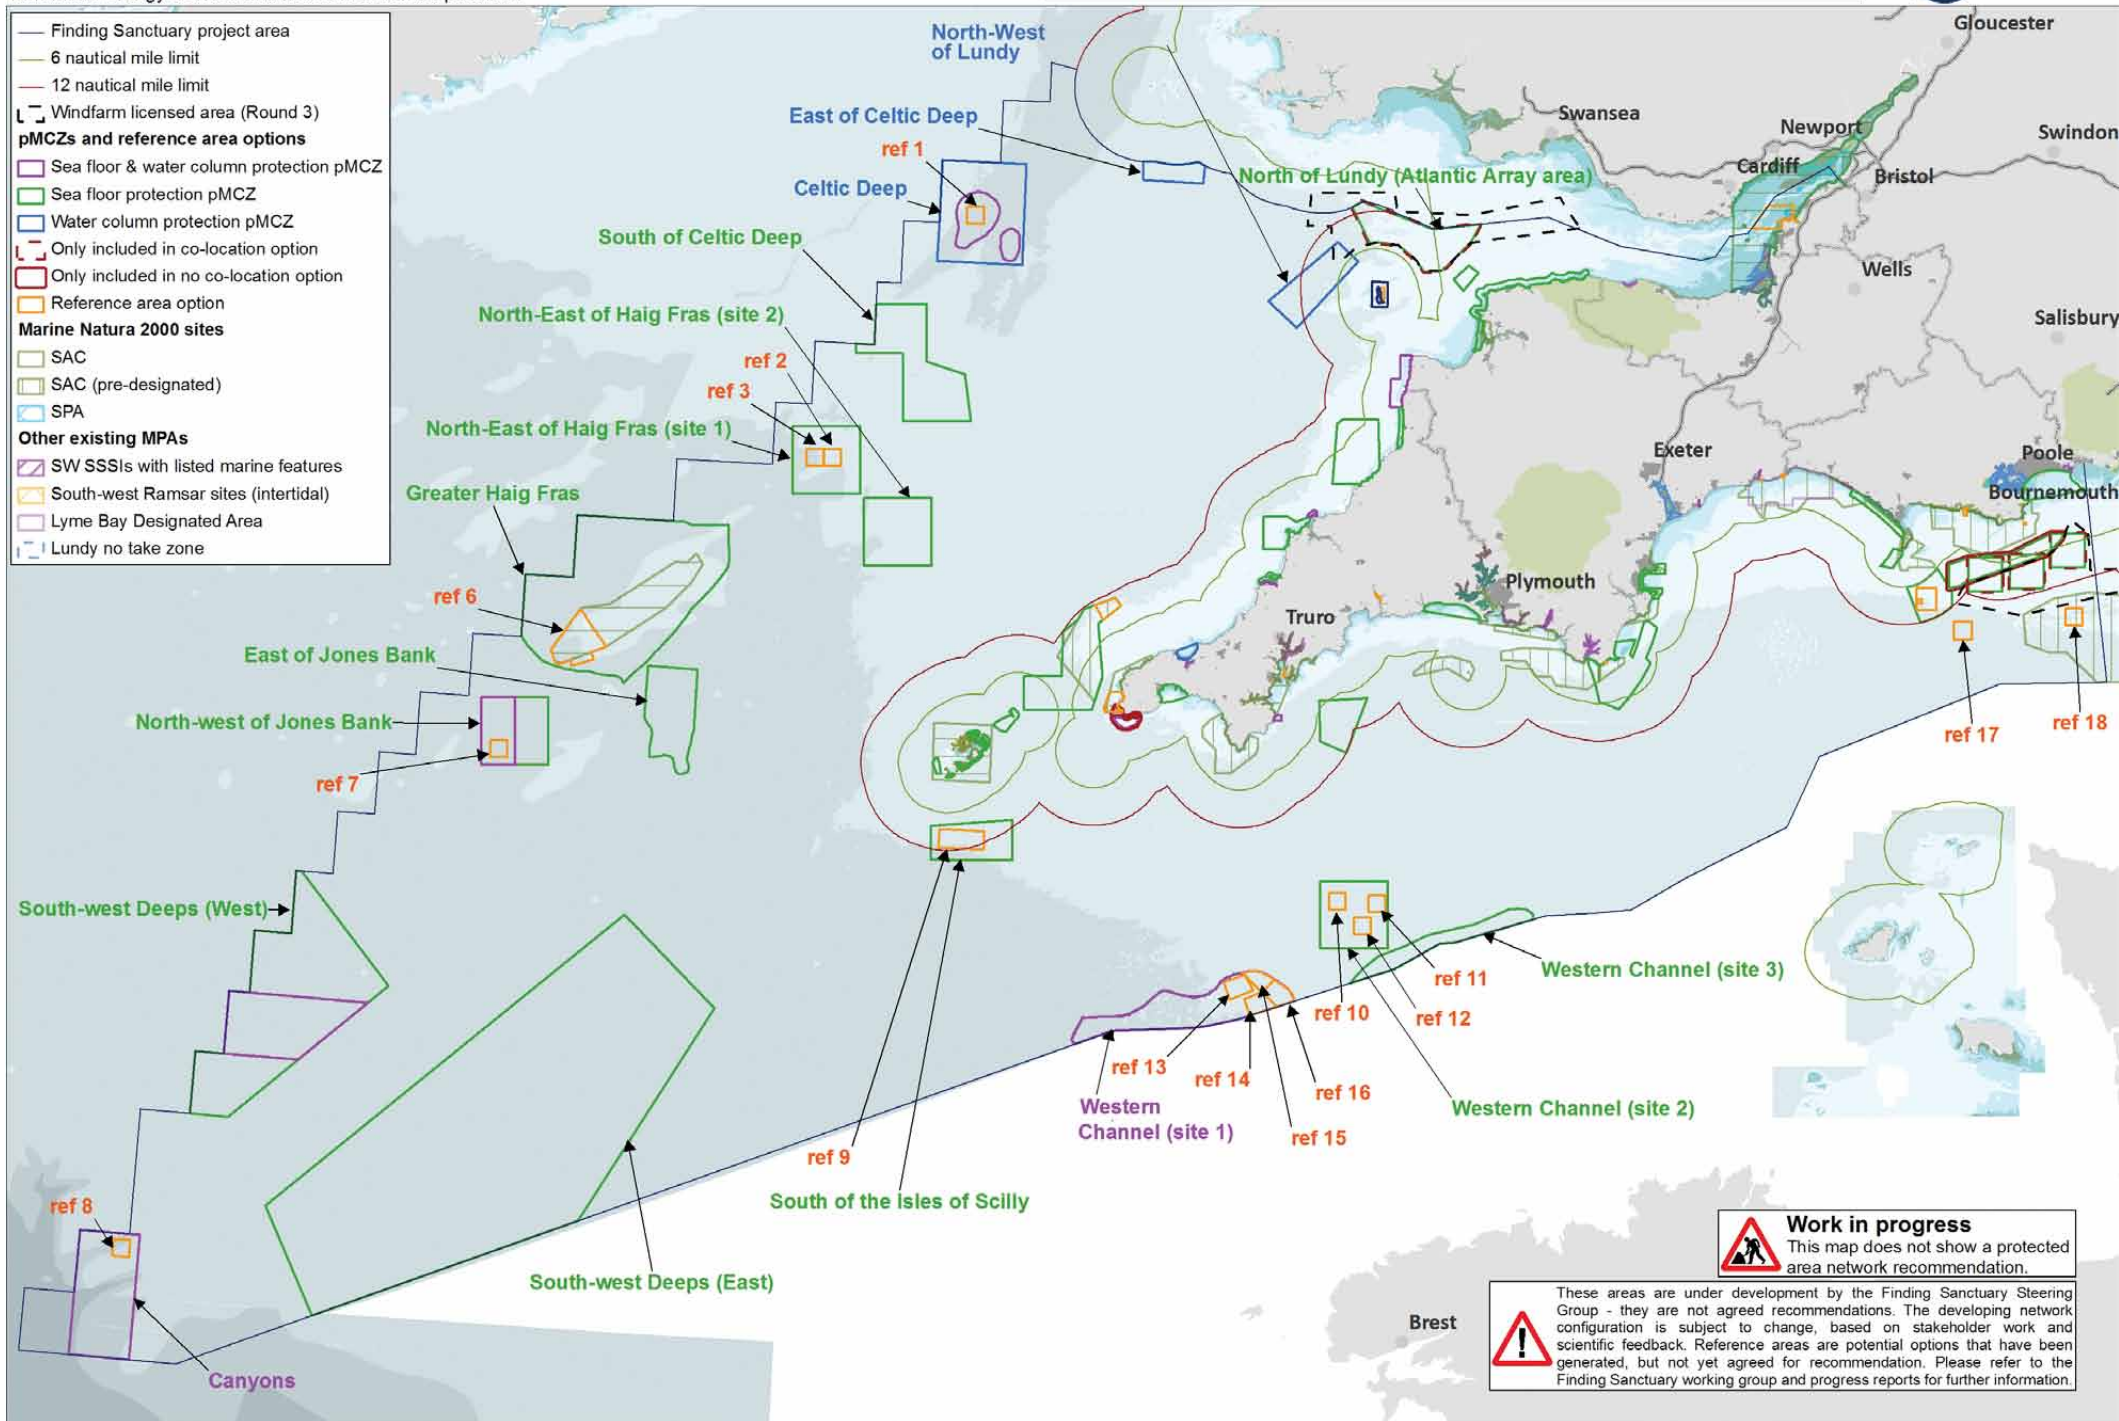 Finding Sanctuary project area
6 nautical mile limit
12 nautical mile limit
Windfarm licensed area (Round 3)
pMCZs and reference area options
Sea floor & water column protection pMCZ
Sea floor protection pMCZ
Water column protection pMCZ
Only included in co-location option
Only included in no co-location option
Reference area option
Marine Natura 2000 sites
SAC
SAC (pre-designated)
SPA
Other existing MPAs
SW SSSIs with listed marine features
South-west Ramsar sites (intertidal)
Lyme Bay Designated Area
Lundy no take zone
North-West
of Lundy
Gloucester
Swansea
East of Celtic Deep
Newport
Swindon
ref 1
Cardiff
North of Lundy (Atlantic Array area)
Bristol
Celtic Deep
South of Celtic Deep
Wells
North-East of Haig Fras (site 2)
Salisbury
ref 2
ref 3
North-East of Haig Fras (site 1)
Exeter
Poole
Greater Haig Fras
Bournemouth
Plymouth
ref 6
Truro
East of Jones Bank
North-west of Jones Bank
ref 17
ref 18
ref 7
South-west Deeps (West)
Western Channel (site 3)
ref 11
ref 10
ref 12
ref 13
ref 14
ref 16
Western
Channel (site 1)
Western Channel (site 2)
ref 15
ref 9
South of the Isles of Scilly
ref 8
South-west Deeps (East)
Canyons
Brest
Work in progress
This map does not show a protected
area network recommendation.
These areas are under development by the Finding Sanctuary Steering
Group - they are not agreed recommendations. The developing network
configuration is subject to change, based on stakeholder work and
scientific feedback. Reference areas are potential options that have been
generated, but not yet agreed for recommendation. Please refer to the
Finding Sanctuary working group and progress reports for further information.